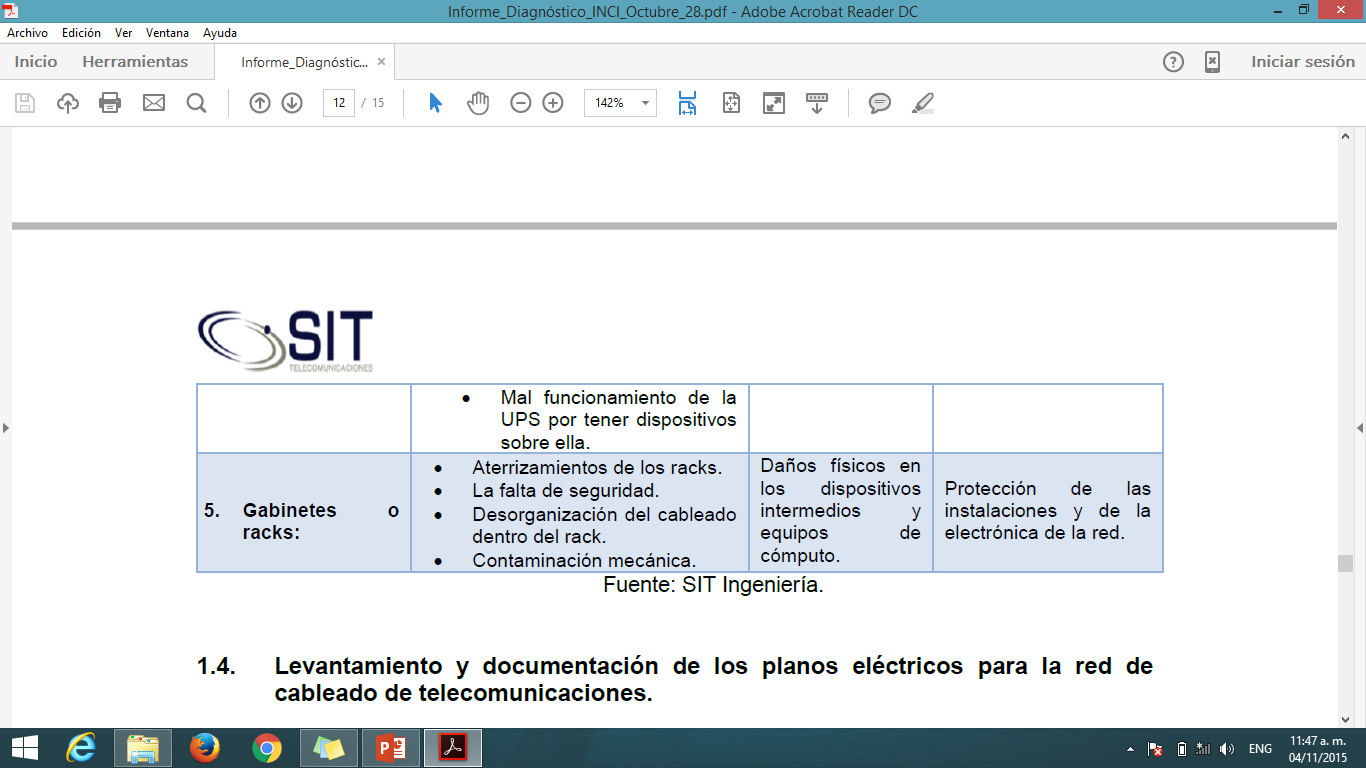 Informe_Diagnóstico_INCI_Octubre_28.pdf - Adobe Acrobat Reader DC
Archivo Edición Ver Ventana Ayuda
Inicio Herramientas Informe_Diagnóstic... × Iniciar sesión
12 / 15 142%
SIT
TELECOMUNICACIONES
• Mal funcionamiento de la
UPS por tener dispositivos
sobre ella.
5. Gabinetes o
racks:
• Aterrizamientos de los racks.
• La falta de seguridad.
• Desorganización del cableado
dentro del rack.
• Contaminación mecánica.
Daños físicos en
los dispositivos
intermedios y
equipos de
cómputo.
Protección de las
instalaciones y de la
electrónica de la red.
Fuente: SIT Ingeniería.
1.4. Levantamiento y documentación de los planos eléctricos para la red de
cableado de telecomunicaciones.
ENG
11:47 a. m.
04/11/2015